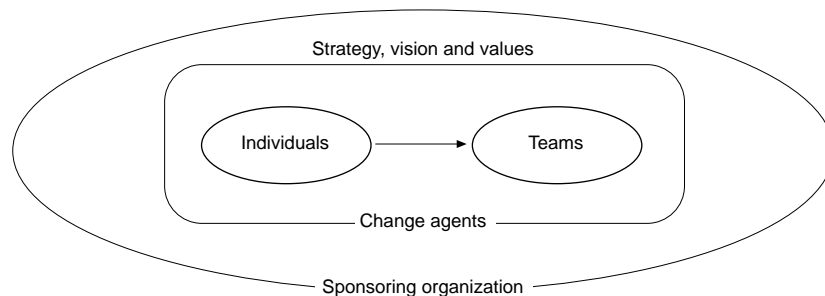 Strategy, vision and values
Individuals
Teams
Change agents
Sponsoring organization